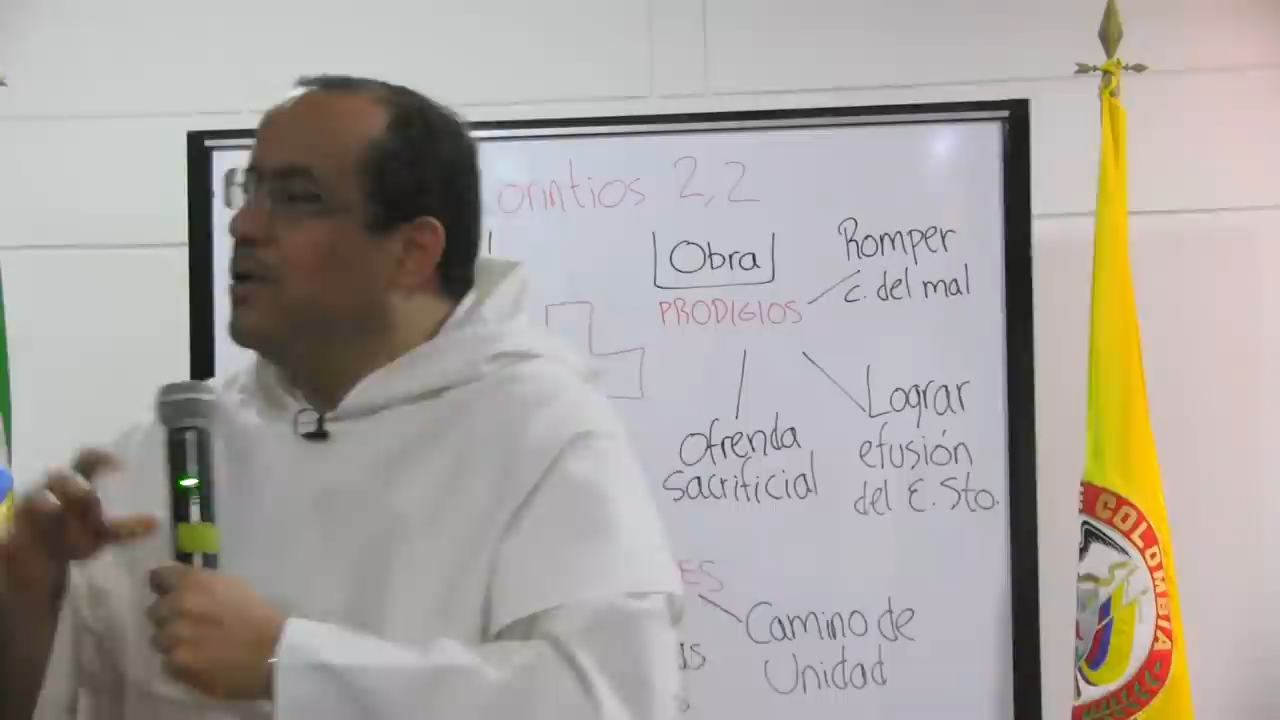 orintios 2,2
Obra
PRODIGIOS
Romper
c. del mal
Ofrenda
sacrificial
Lograr
efusión
del E. Sto.
ES
Camino de
Unidad
us
E COLOMBIA